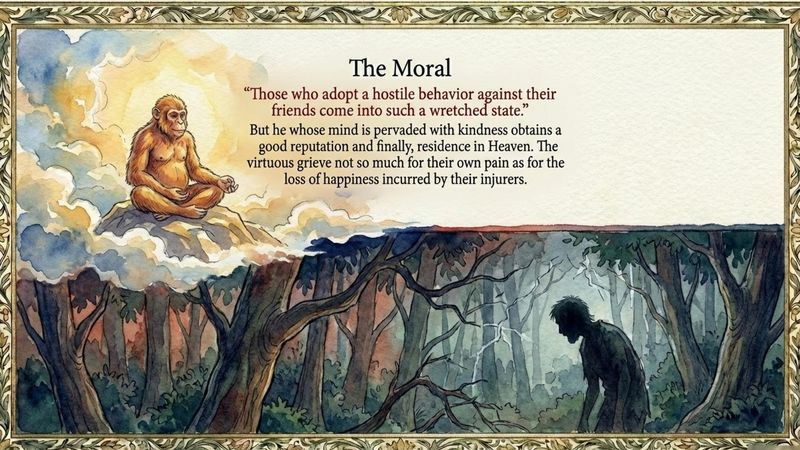 The Moral
“Those who adopt a hostile behavior against their
friends come into such a wretched state.”
But he whose mind is pervaded with kindness obtains a
good reputation and finally, residence in Heaven. The
virtuous grieve not so much for their own pain as for the
loss of happiness incurred by their injurers.